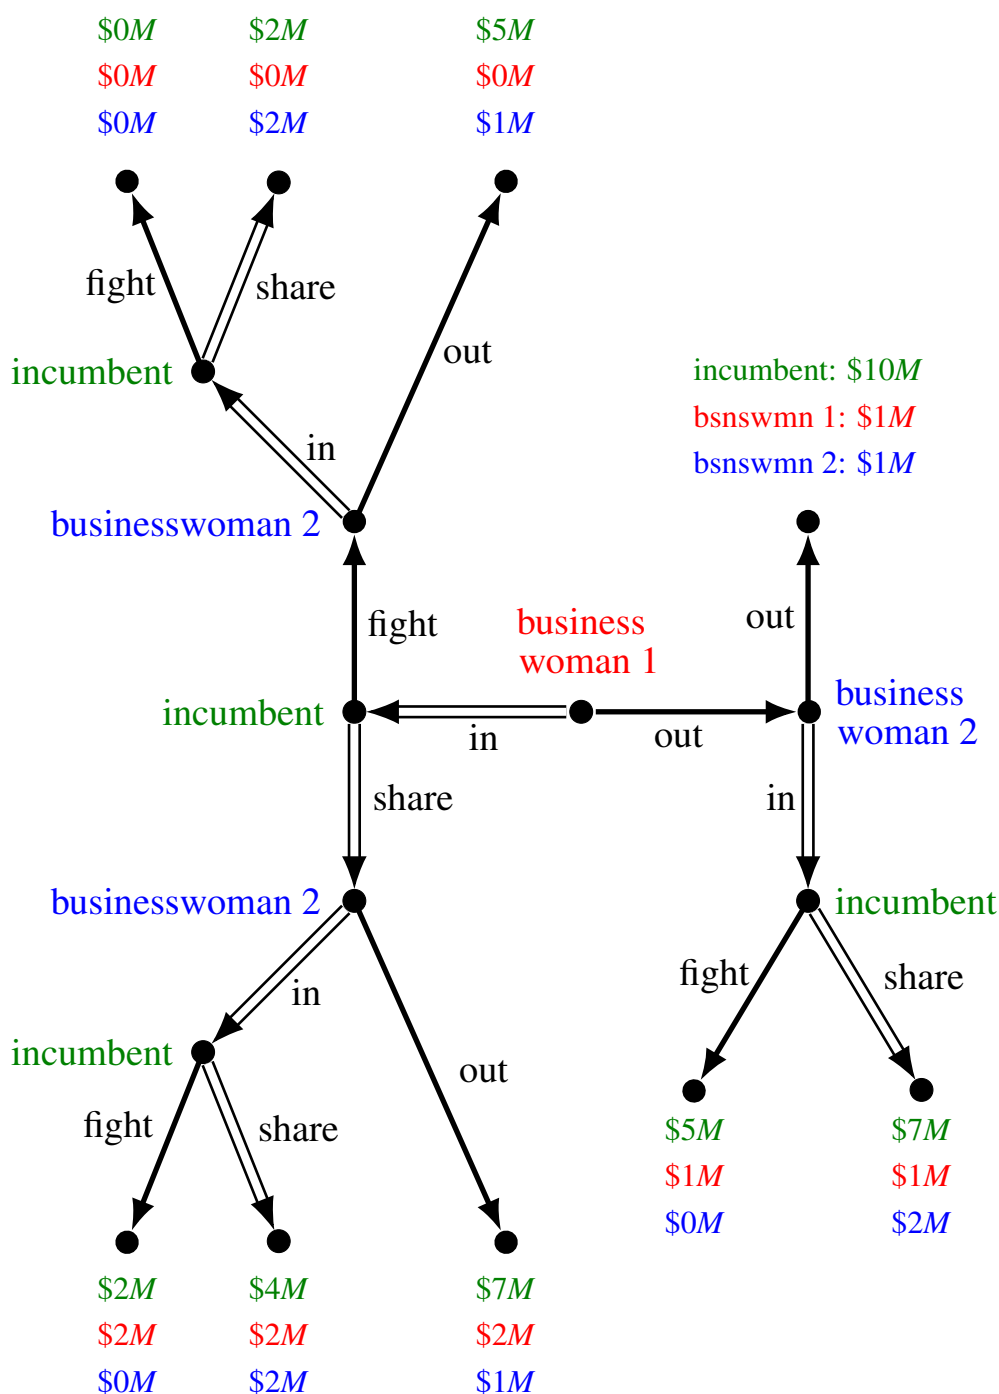 $0M $2M $5M
$0M $0M $0M
$0M $2M $1M
fight
share
out
incumbent
incumbent: $10M
bsnswmn 1: $1M
bsnswmn 2: $1M
in
businesswoman 2
fight
business
woman 1
out
incumbent
in
out
business
woman 2
share
in
businesswoman 2
incumbent
in
fight
share
incumbent
out
fight
share
$5M $7M
$1M $1M
$0M $2M
$2M $4M $7M
$2M $2M $2M
$0M $2M $1M